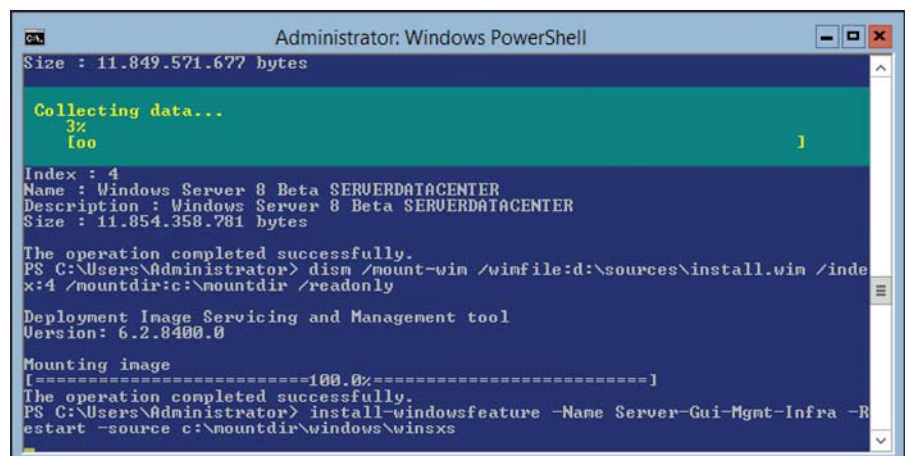 Administrator: Windows PowerShell
Size : 11.849.571.677 bytes
Collecting data...
3%
[oo ]
Index : 4
Name : Windows Server 8 Beta SERVERDATACENTER
Description : Windows Server 8 Beta SERVERDATACENTER
Size : 11.854.358.781 bytes
The operation completed successfully.
PS C:\Users\Administrator> dism /mount-wim /wimfile:d:\sources\install.wim /inde
x:4 /mountdir:c:\mountdir /readonly
Deployment Image Servicing and Management tool
Version: 6.2.8400.0
Mounting image
[==========================100.0%==========================]
The operation completed successfully.
PS C:\Users\Administrator> install-windowsfeature -Name Server-Gui-Mgmt-Infra -R
estart -source c:\mountdir\windows\winsxs